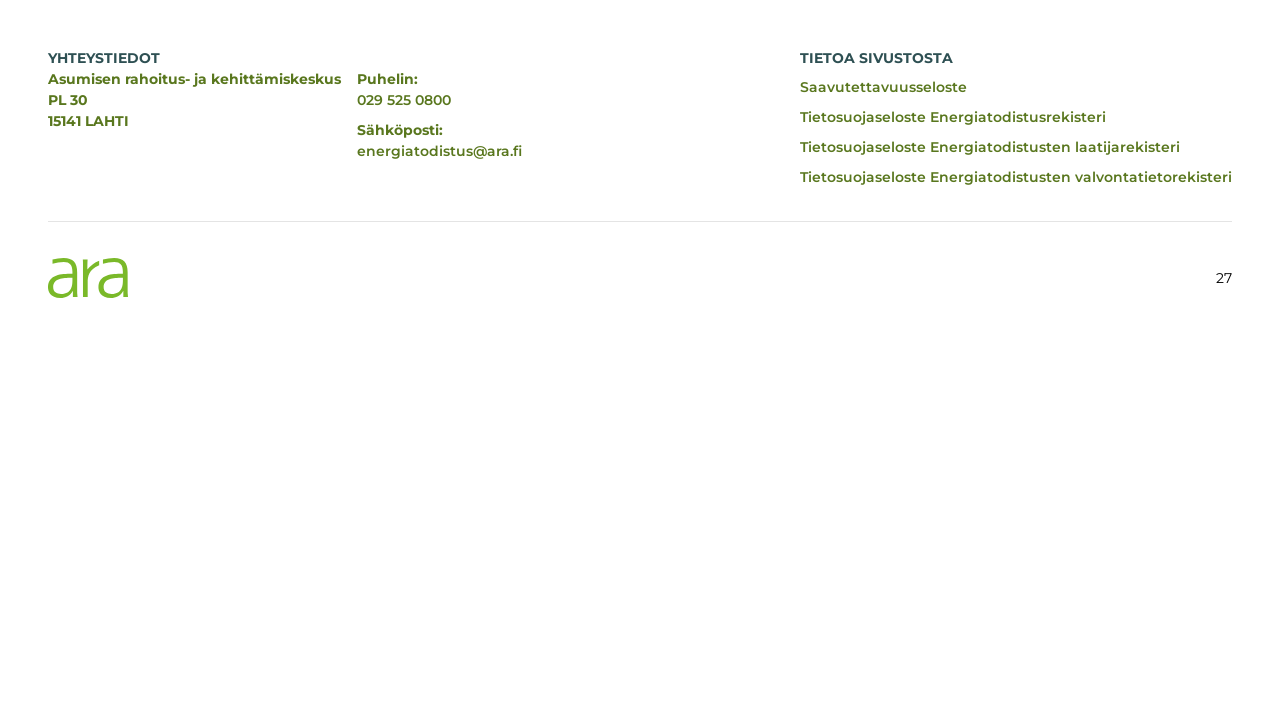 YHTEYSTIEDOT
Asumisen rahoitus- ja kehittämiskeskus
PL 30
15141 LAHTI
Puhelin:
029 525 0800
Sähköposti:
energiatodistus@ara.fi
TIETOA SIVUSTOSTA
Saavutettavuusseloste
Tietosuojaseloste Energiatodistusrekisteri
Tietosuojaseloste Energiatodistusten laatijarekisteri
Tietosuojaseloste Energiatodistusten valvontatietorekisteri
ara
27